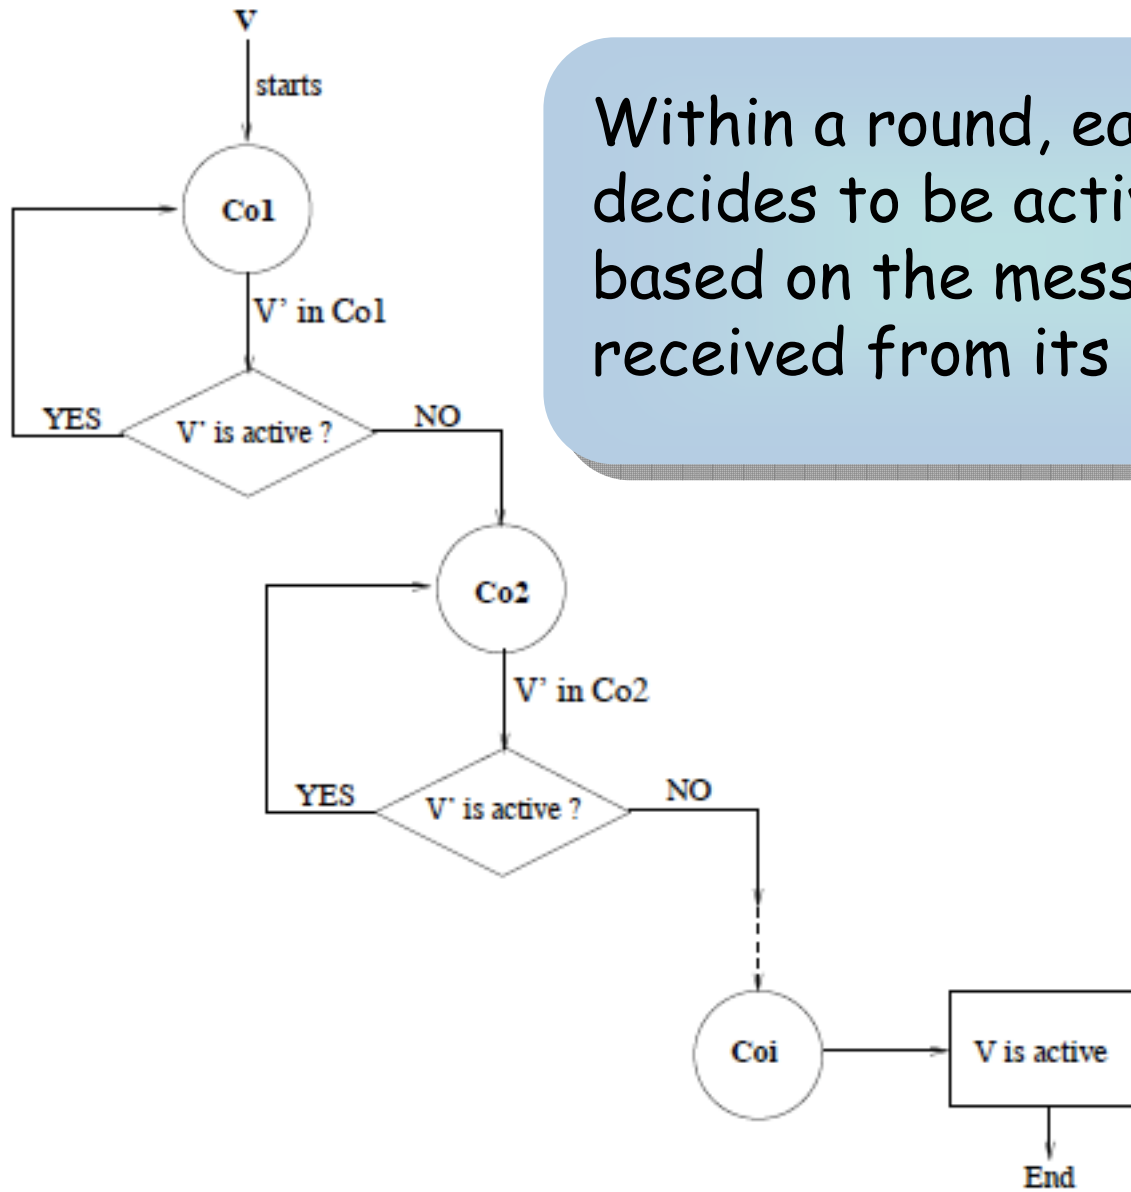 V
starts
Within a round, ea
decides to be activ
based on the mess
received from its
Co1
V' in Co1
YES
V' is active ?
NO
Co2
V' in Co2
YES
V' is active ?
NO
Coi
V is active
End